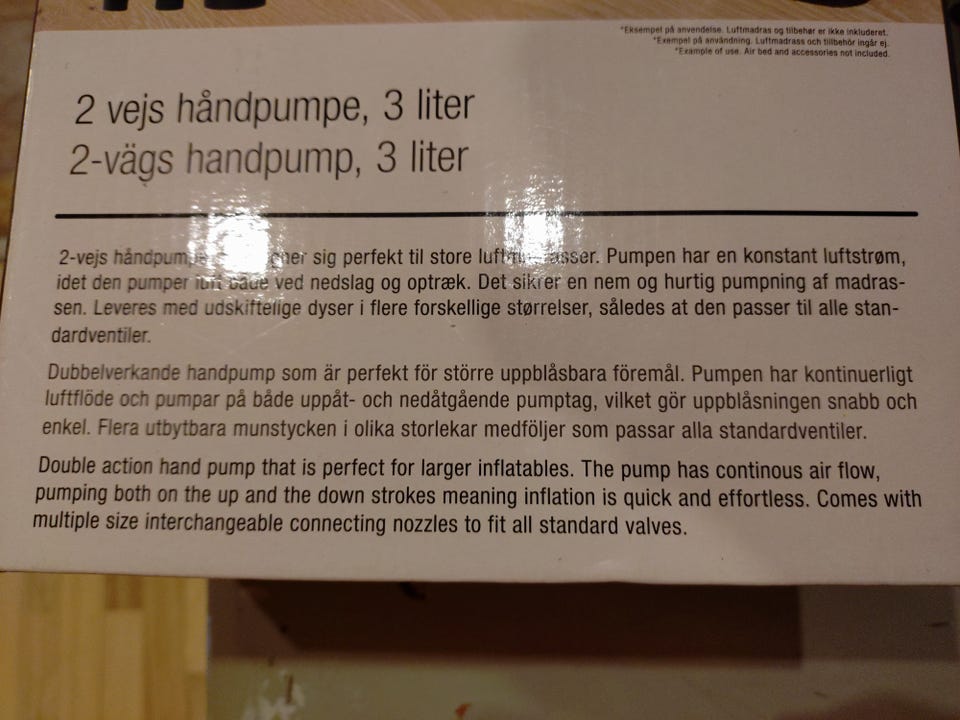 *Eksempel på anvendelse. Luftmadras og tilbehør er ikke inkluderet.
*Exempel på användning. Luftmadrass och tillbehör ingår ej.
*Example of use. Air bed and accessories not included.
2 vejs håndpumpe, 3 liter
2-vägs handpump, 3 liter
2-vejs håndpumpe sig perfekt til store luftmadrasser. Pumpen har en konstant luftstrøm,
idet den pumper luft både ved nedslag og optræk. Det sikrer en nem og hurtig pumpning af madras-
sen. Leveres med udskiftelige dyser i flere forskellige størrelser, således at den passer til alle stan-
dardventiler.
Dubbelverkande handpump som är perfekt för större uppblåsbara föremål. Pumpen har kontinuerligt
luftflöde och pumpar på både uppåt- och nedåtgående pumptag, vilket gör uppblåsningen snabb och
enkel. Flera utbytbara munstycken i olika storlekar medföljer som passar alla standardventiler.
Double action hand pump that is perfect for larger inflatables. The pump has continous air flow,
pumping both on the up and the down strokes meaning inflation is quick and effortless. Comes with
multiple size interchangeable connecting nozzles to fit all standard valves.